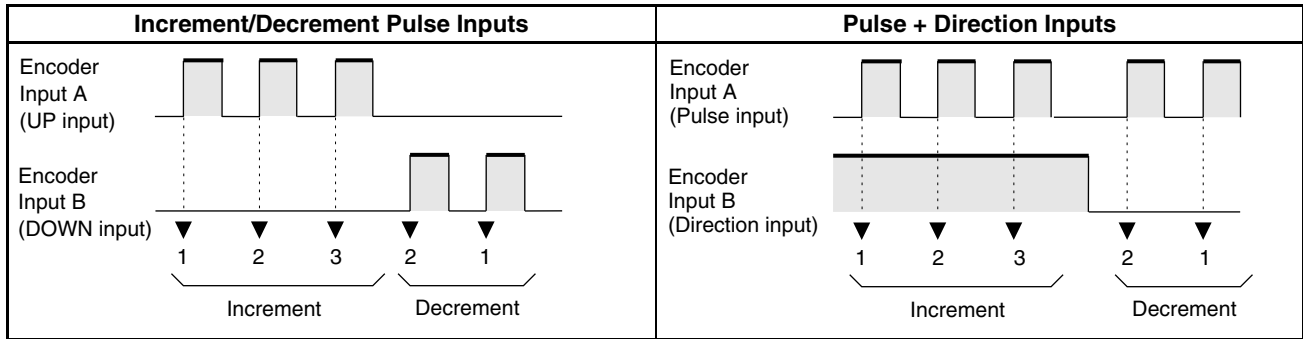 Increment/Decrement Pulse Inputs
Encoder
Input A
(UP input)
Encoder
Input B
(DOWN input)
1 2 3 2 1
Increment Decrement
Pulse + Direction Inputs
Encoder
Input A
(Pulse input)
Encoder
Input B
(Direction input)
1 2 3 2 1
Increment Decrement